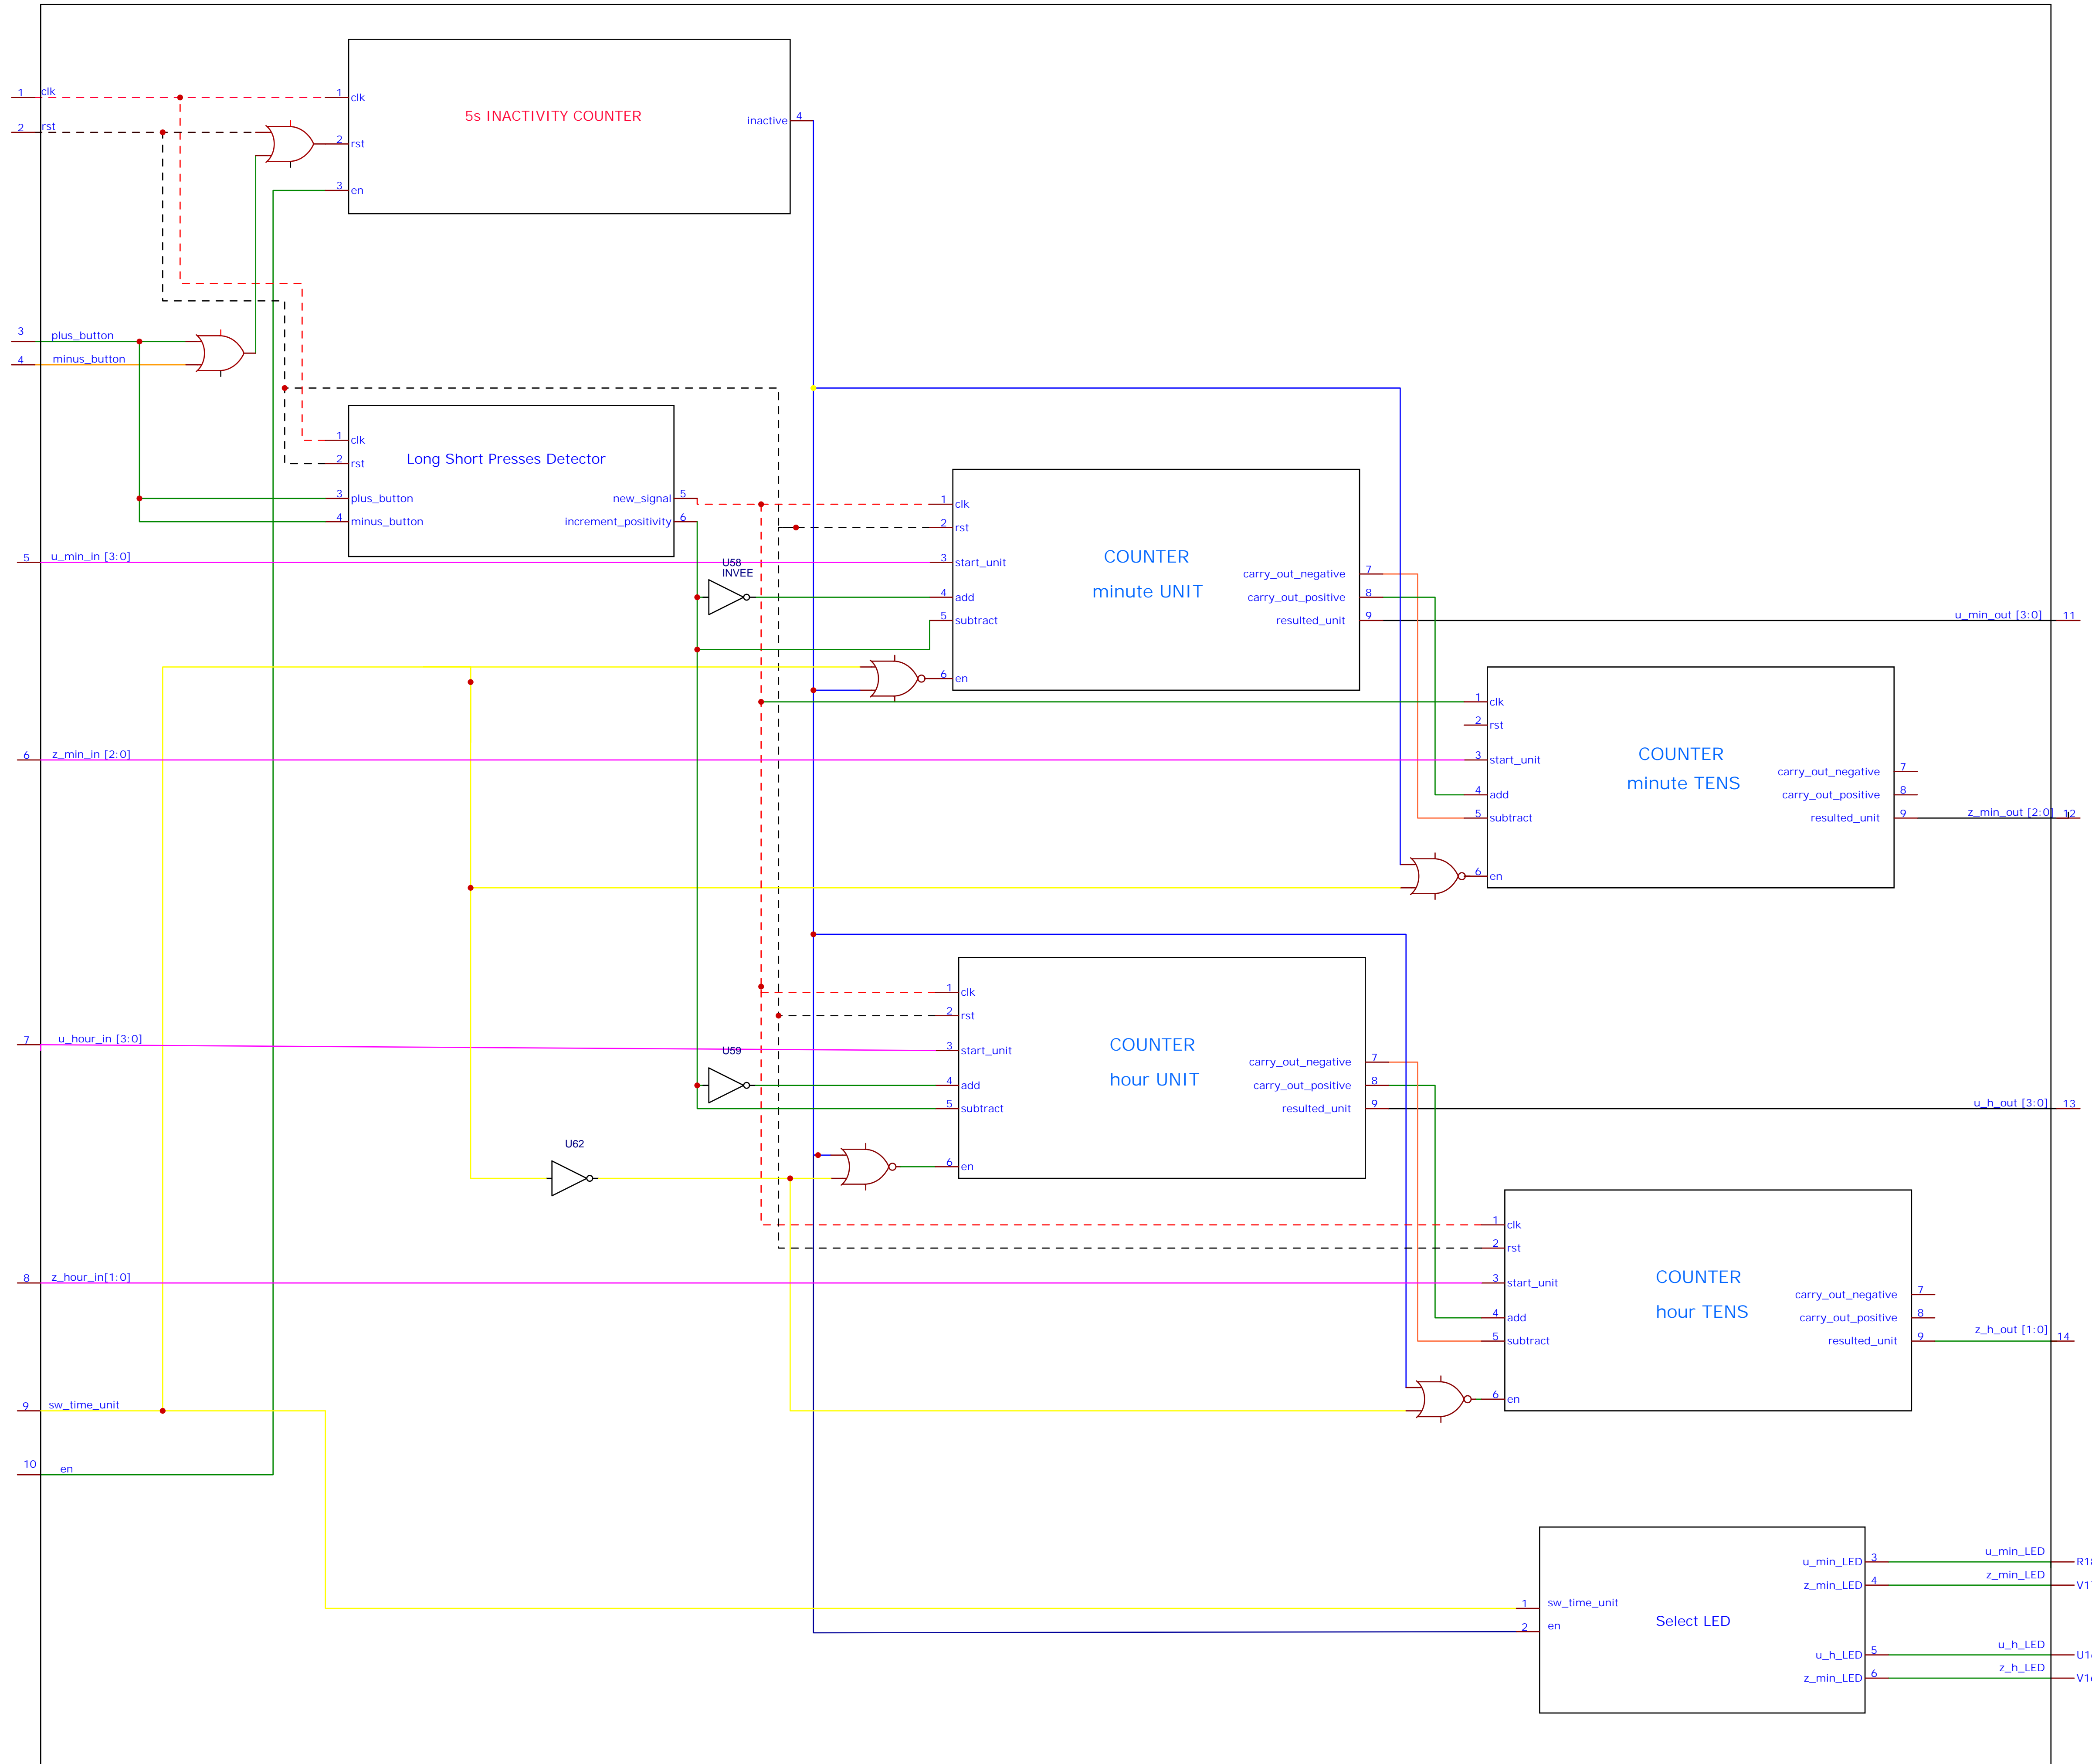 1 clk
2 rst
1 clk
2 rst
3 en
5s INACTIVITY COUNTER
inactive 4
3 plus_button
4 minus_button
1 clk
2 rst
3 plus_button
4 minus_button
Long Short Presses Detector
new_signal 5
increment_positivity 6
5 u_min_in [3:0]
U58
INVEE
1 clk
2 rst
3 start_unit
4 add
5 subtract
6 en
COUNTER
minute UNIT
carry_out_negative 7
carry_out_positive 8
resulted_unit 9
u_min_out [3:0] 11
6 z_min_in [2:0]
1 clk
2 rst
3 start_unit
4 add
5 subtract
6 en
COUNTER
minute TENS
carry_out_negative 7
carry_out_positive 8
resulted_unit 9
z_min_out [2:0] 12
7 u_hour_in [3:0]
U59
1 clk
2 rst
3 start_unit
4 add
5 subtract
6 en
COUNTER
hour UNIT
carry_out_negative 7
carry_out_positive 8
resulted_unit 9
u_h_out [3:0] 13
U62
8 z_hour_in[1:0]
1 clk
2 rst
3 start_unit
4 add
5 subtract
6 en
COUNTER
hour TENS
carry_out_negative 7
carry_out_positive 8
resulted_unit 9
z_h_out [1:0] 14
9 sw_time_unit
10 en
1 sw_time_unit
2 en
Select LED
u_min_LED 3 u_min_LED
z_min_LED 4 z_min_LED
u_h_LED 5 u_h_LED
z_min_LED 6 z_h_LED